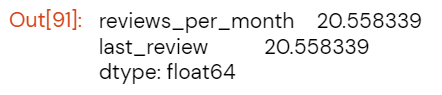 Out[91]: reviews_per_month 20.558339
last_review 20.558339
dtype: float64